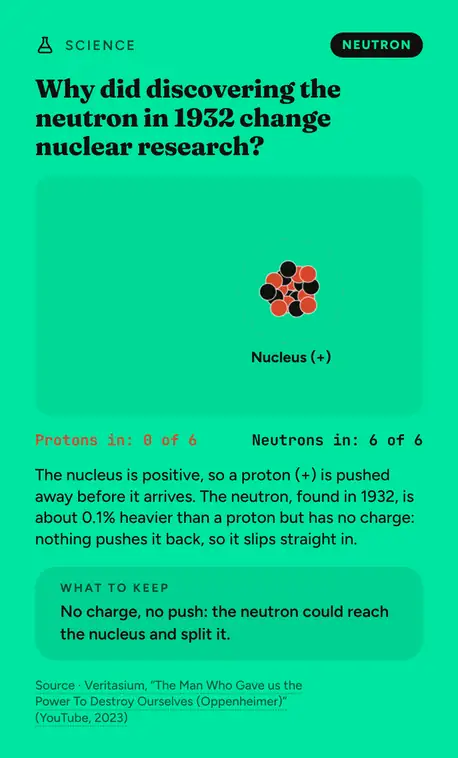 SCIENCE
NEUTRON
Why did discovering the
neutron in 1932 change
nuclear research?
Nucleus (+)
Protons in: 0 of 6
Neutrons in: 6 of 6
The nucleus is positive, so a proton (+) is pushed
away before it arrives. The neutron, found in 1932, is
about 0.1% heavier than a proton but has no charge:
nothing pushes it back, so it slips straight in.
WHAT TO KEEP
No charge, no push: the neutron could reach
the nucleus and split it.
Source · Veritasium, “The Man Who Gave us the
Power To Destroy Ourselves (Oppenheimer)”
(YouTube, 2023)